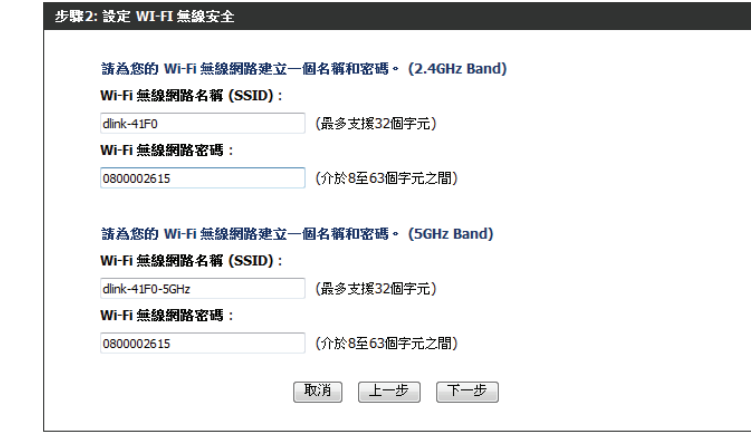 步驟2: 設定 WI-FI 無線安全
請為您的 Wi-Fi 無線網路建立一個名稱和密碼。 (2.4GHz Band)
Wi-Fi 無線網路名稱 (SSID) :
dlink-41F0 (最多支援32個字元)
Wi-Fi 無線網路密碼 :
0800002615 (介於8至63個字元之間)
請為您的 Wi-Fi 無線網路建立一個名稱和密碼。 (5GHz Band)
Wi-Fi 無線網路名稱 (SSID) :
dlink-41F0-5GHz (最多支援32個字元)
Wi-Fi 無線網路密碼 :
0800002615 (介於8至63個字元之間)
取消 上一步 下一步